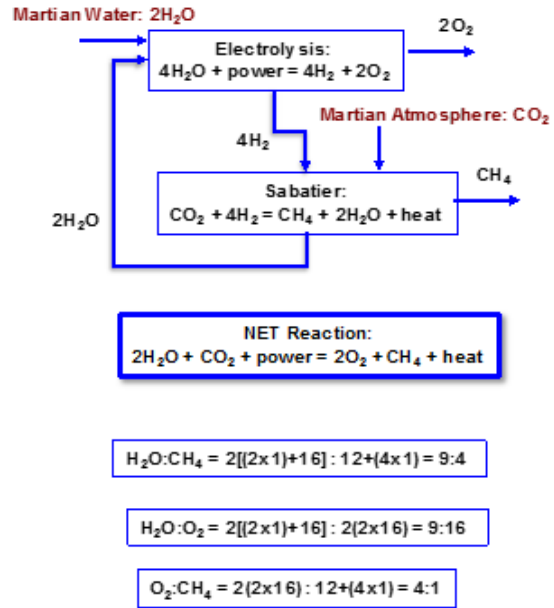 Martian Water: 2H₂O
2O₂
Electrolysis:
4H₂O + power = 4H₂ + 2O₂
Martian Atmosphere: CO₂
4H₂
CH₄
Sabatier:
CO₂ + 4H₂ = CH₄ + 2H₂O + heat
2H₂O
NET Reaction:
2H₂O + CO₂ + power = 2O₂ + CH₄ + heat
H₂O:CH₄ = 2[(2x1)+16] : 12+(4x1) = 9:4
H₂O:O₂ = 2[(2x1)+16] : 2(2x16) = 9:16
O₂:CH₄ = 2(2x16) : 12+(4x1) = 4:1